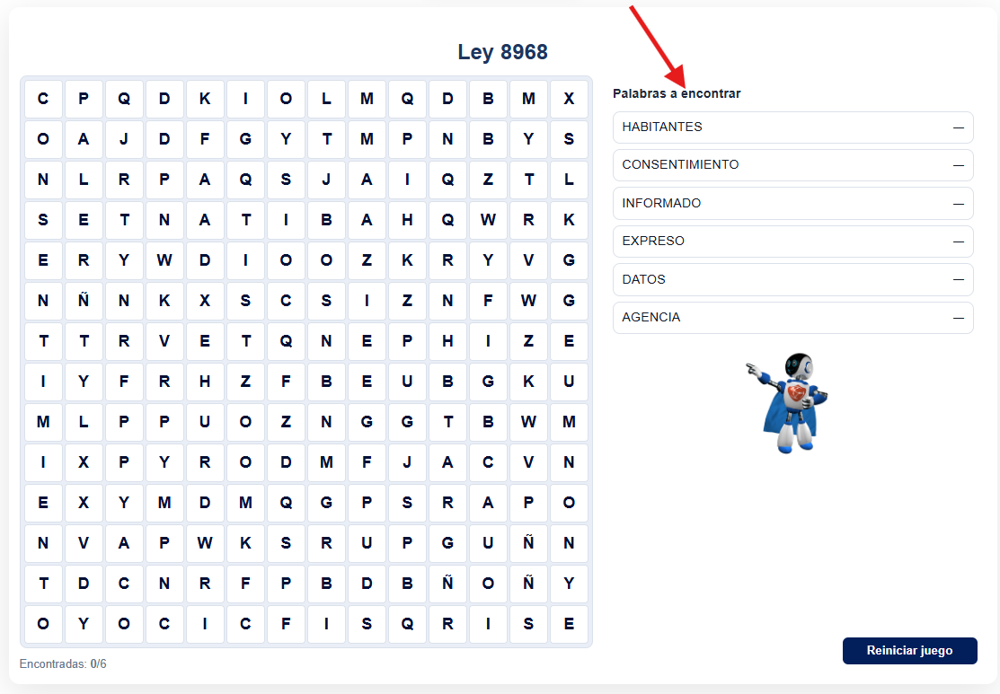 Ley 8968
C P Q D K I O L M Q D B M X
O A J D F G Y T M P N B Y S
N L R P A Q S J A I Q Z T L
S E T N A T I B A H Q W R K
E R Y W D I O O Z K R Y V G
N Ñ N K X S C S I Z N F W G
T T R V E T Q N E P H I Z E
I Y F R H Z F B E U B G K U
M L P P U O Z N G G T B W M
I X P Y R O D M F J A C V N
E X Y M D M Q G P S R A P O
N V A P W K S R U P G U Ñ N
T D C N R F P B D B Ñ O Ñ Y
O Y O C I C F I S Q R I S E
Encontradas: 0/6
Palabras a encontrar
HABITANTES —
CONSENTIMIENTO —
INFORMADO —
EXPRESO —
DATOS —
AGENCIA —
Reiniciar juego